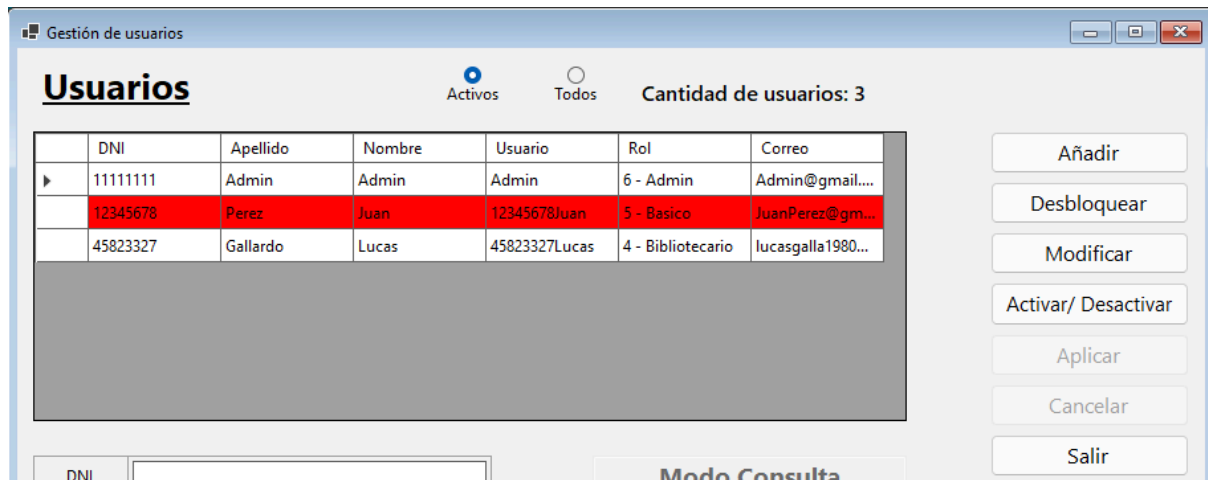 Gestión de usuarios
Usuarios
Activos Todos Cantidad de usuarios: 3
DNI Apellido Nombre Usuario Rol Correo
11111111 Admin Admin Admin 6 - Admin Admin@gmail....
12345678 Perez Juan 12345678Juan 5 - Basico JuanPerez@gm...
45823327 Gallardo Lucas 45823327Lucas 4 - Bibliotecario lucasgalla1980...
Añadir
Desbloquear
Modificar
Activar/ Desactivar
Aplicar
Cancelar
Salir
DNI
Modo Consulta